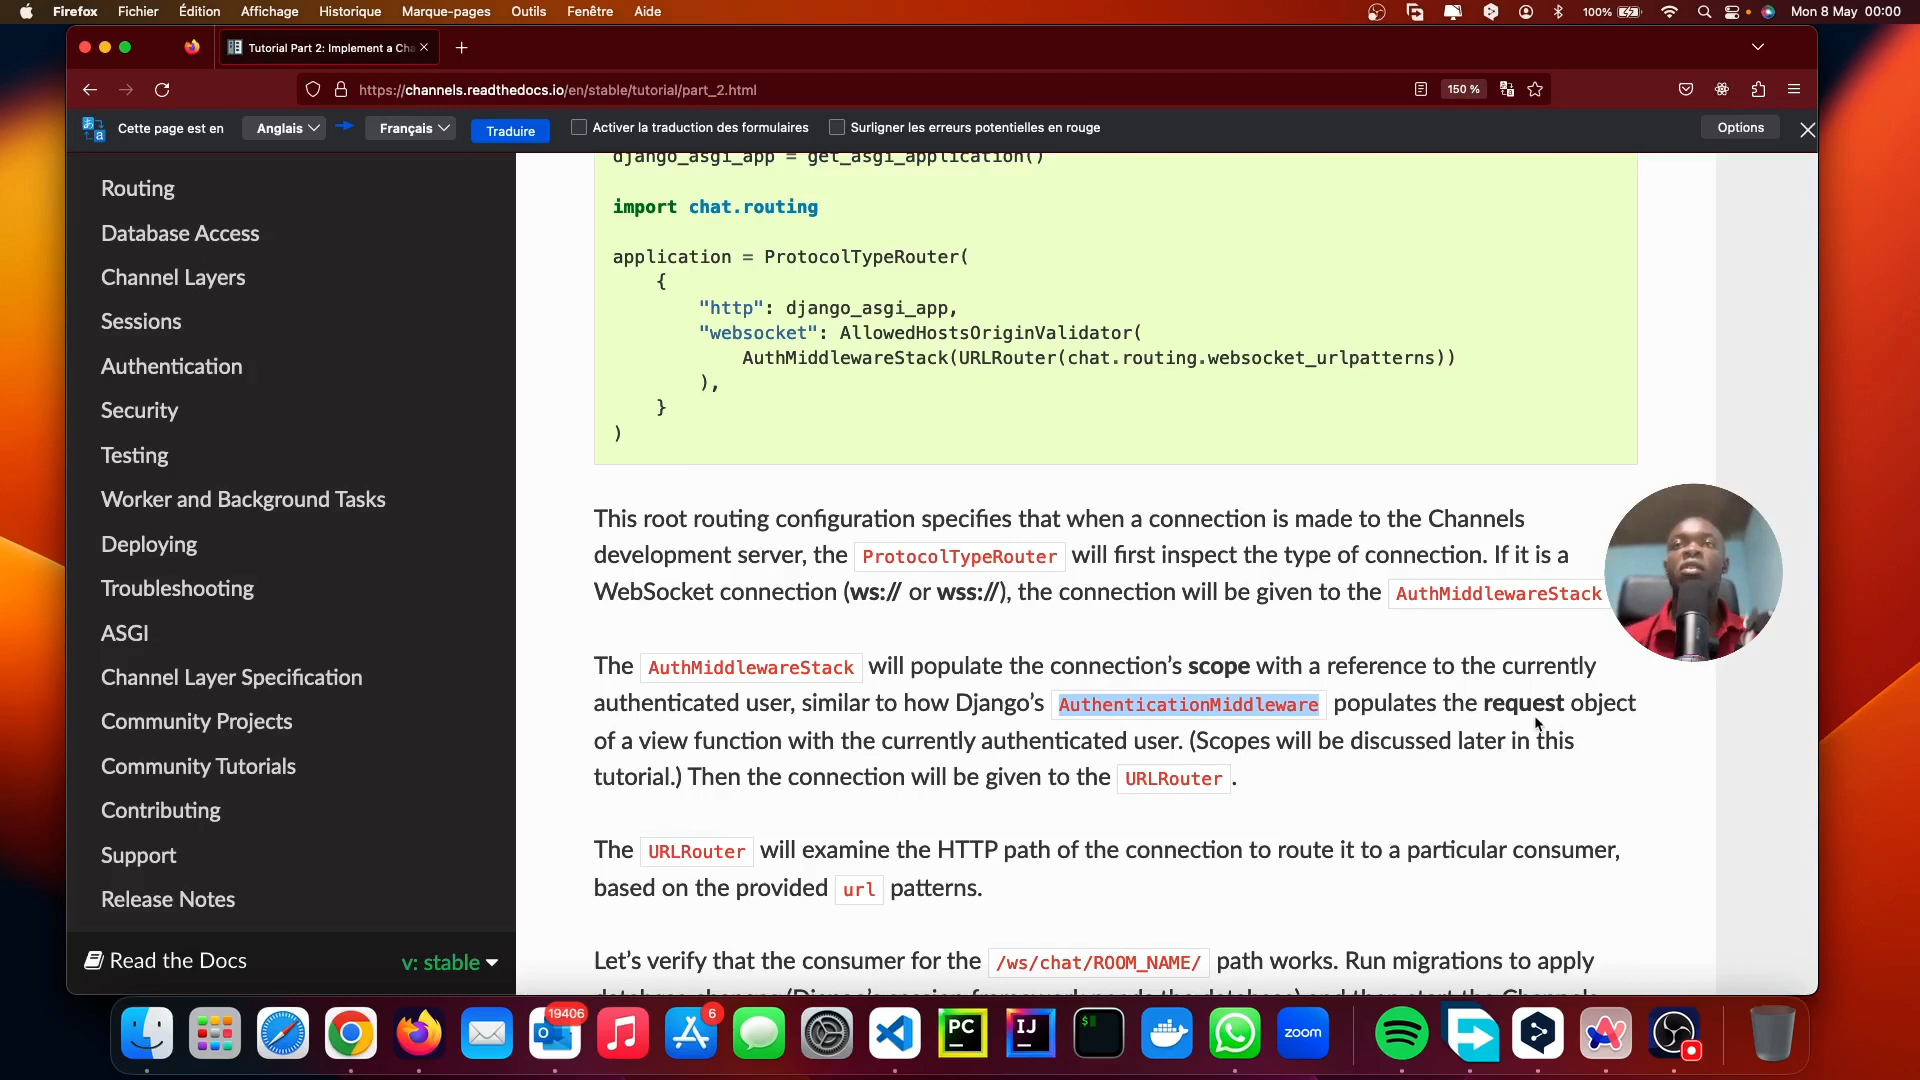 Firefox Fichier Édition Affichage Historique Marque-pages Outils Fenêtre Aide 100% Mon 8 May 00:00
Tutorial Part 2: Implement a Cha
https://channels.readthedocs.io/en/stable/tutorial/part_2.html 150 %
Cette page est en Anglais Français Traduire Activer la traduction des formulaires Surligner les erreurs potentielles en rouge Options
Routing
Database Access
Channel Layers
Sessions
Authentication
Security
Testing
Worker and Background Tasks
Deploying
Troubleshooting
ASGI
Channel Layer Specification
Community Projects
Community Tutorials
Contributing
Support
Release Notes
Read the Docs v: stable
django_asgi_app = get_asgi_application()
import chat.routing
application = ProtocolTypeRouter(
{
"http": django_asgi_app,
"websocket": AllowedHostsOriginValidator(
AuthMiddlewareStack(URLRouter(chat.routing.websocket_urlpatterns))
),
}
)
This root routing configuration specifies that when a connection is made to the Channels
development server, the ProtocolTypeRouter will first inspect the type of connection. If it is a
WebSocket connection (ws:// or wss://), the connection will be given to the AuthMiddlewareStack
The AuthMiddlewareStack will populate the connection’s scope with a reference to the currently
authenticated user, similar to how Django’s AuthenticationMiddleware populates the request object
of a view function with the currently authenticated user. (Scopes will be discussed later in this
tutorial.) Then the connection will be given to the URLRouter .
The URLRouter will examine the HTTP path of the connection to route it to a particular consumer,
based on the provided url patterns.
Let’s verify that the consumer for the /ws/chat/ROOM_NAME/ path works. Run migrations to apply
19406 6 PC IJ $ zoom